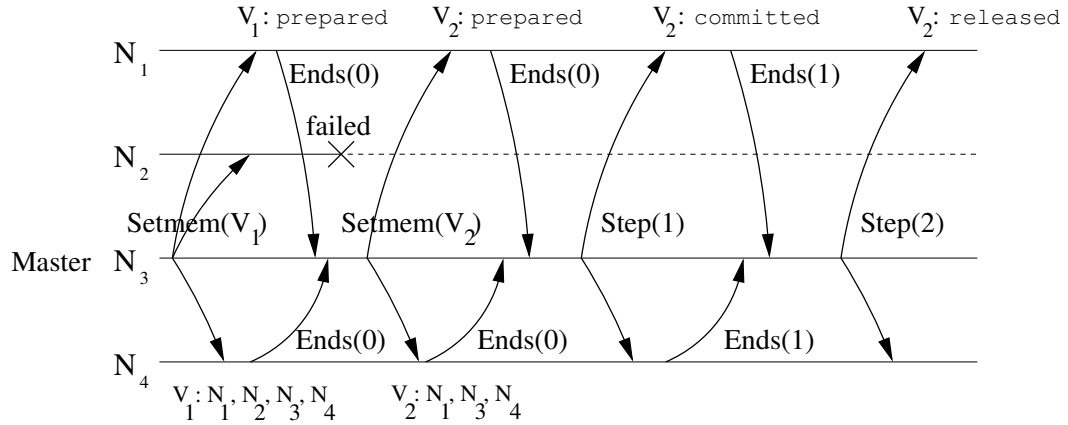 V1: prepared V2: prepared V2: committed V2: released
N1
Ends(0) Ends(0) Ends(1)
failed
N2
Setmem(V1) Setmem(V2) Step(1) Step(2)
Master N3
Ends(0) Ends(0) Ends(1)
N4
V1: N1, N2, N3, N4 V2: N1, N3, N4